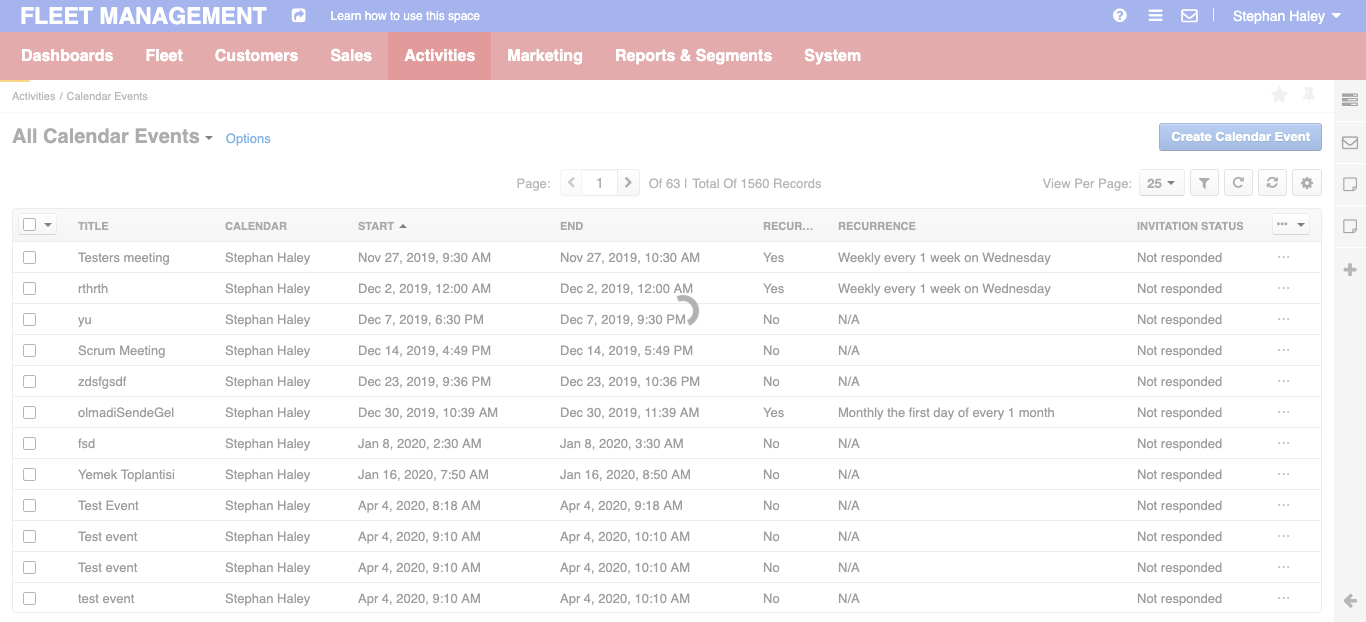 FLEET MANAGEMENT Learn how to use this space Stephan Haley
Dashboards Fleet Customers Sales Activities Marketing Reports & Segments System
Activities / Calendar Events
All Calendar Events Options Create Calendar Event
Page: 1 Of 63 | Total Of 1560 Records View Per Page: 25
TITLE CALENDAR START END RECUR... RECURRENCE INVITATION STATUS ...
Testers meeting Stephan Haley Nov 27, 2019, 9:30 AM Nov 27, 2019, 10:30 AM Yes Weekly every 1 week on Wednesday Not responded ...
rthrth Stephan Haley Dec 2, 2019, 12:00 AM Dec 2, 2019, 12:00 AM Yes Weekly every 1 week on Wednesday Not responded ...
yu Stephan Haley Dec 7, 2019, 6:30 PM Dec 7, 2019, 9:30 PM No N/A Not responded ...
Scrum Meeting Stephan Haley Dec 14, 2019, 4:49 PM Dec 14, 2019, 5:49 PM No N/A Not responded ...
zdsfgsdf Stephan Haley Dec 23, 2019, 9:36 PM Dec 23, 2019, 10:36 PM No N/A Not responded ...
olmadiSendeGel Stephan Haley Dec 30, 2019, 10:39 AM Dec 30, 2019, 11:39 AM Yes Monthly the first day of every 1 month Not responded ...
fsd Stephan Haley Jan 8, 2020, 2:30 AM Jan 8, 2020, 3:30 AM No N/A Not responded ...
Yemek Toplantisi Stephan Haley Jan 16, 2020, 7:50 AM Jan 16, 2020, 8:50 AM No N/A Not responded ...
Test Event Stephan Haley Apr 4, 2020, 8:18 AM Apr 4, 2020, 9:18 AM No N/A Not responded ...
Test event Stephan Haley Apr 4, 2020, 9:10 AM Apr 4, 2020, 10:10 AM No N/A Not responded ...
Test event Stephan Haley Apr 4, 2020, 9:10 AM Apr 4, 2020, 10:10 AM No N/A Not responded ...
test event Stephan Haley Apr 4, 2020, 9:10 AM Apr 4, 2020, 10:10 AM No N/A Not responded ...